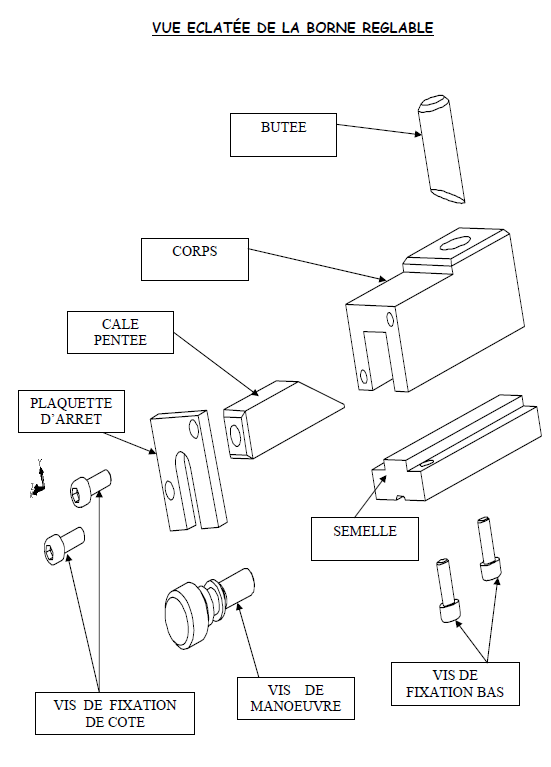 VUE ECLATÉE DE LA BORNE REGLABLE
BUTEE
CORPS
CALE
PENTEE
PLAQUETTE
D'ARRET
Y
SEMELLE
VIS DE FIXATION
DE COTE
VIS DE
MANOEUVRE
VIS DE
FIXATION BAS